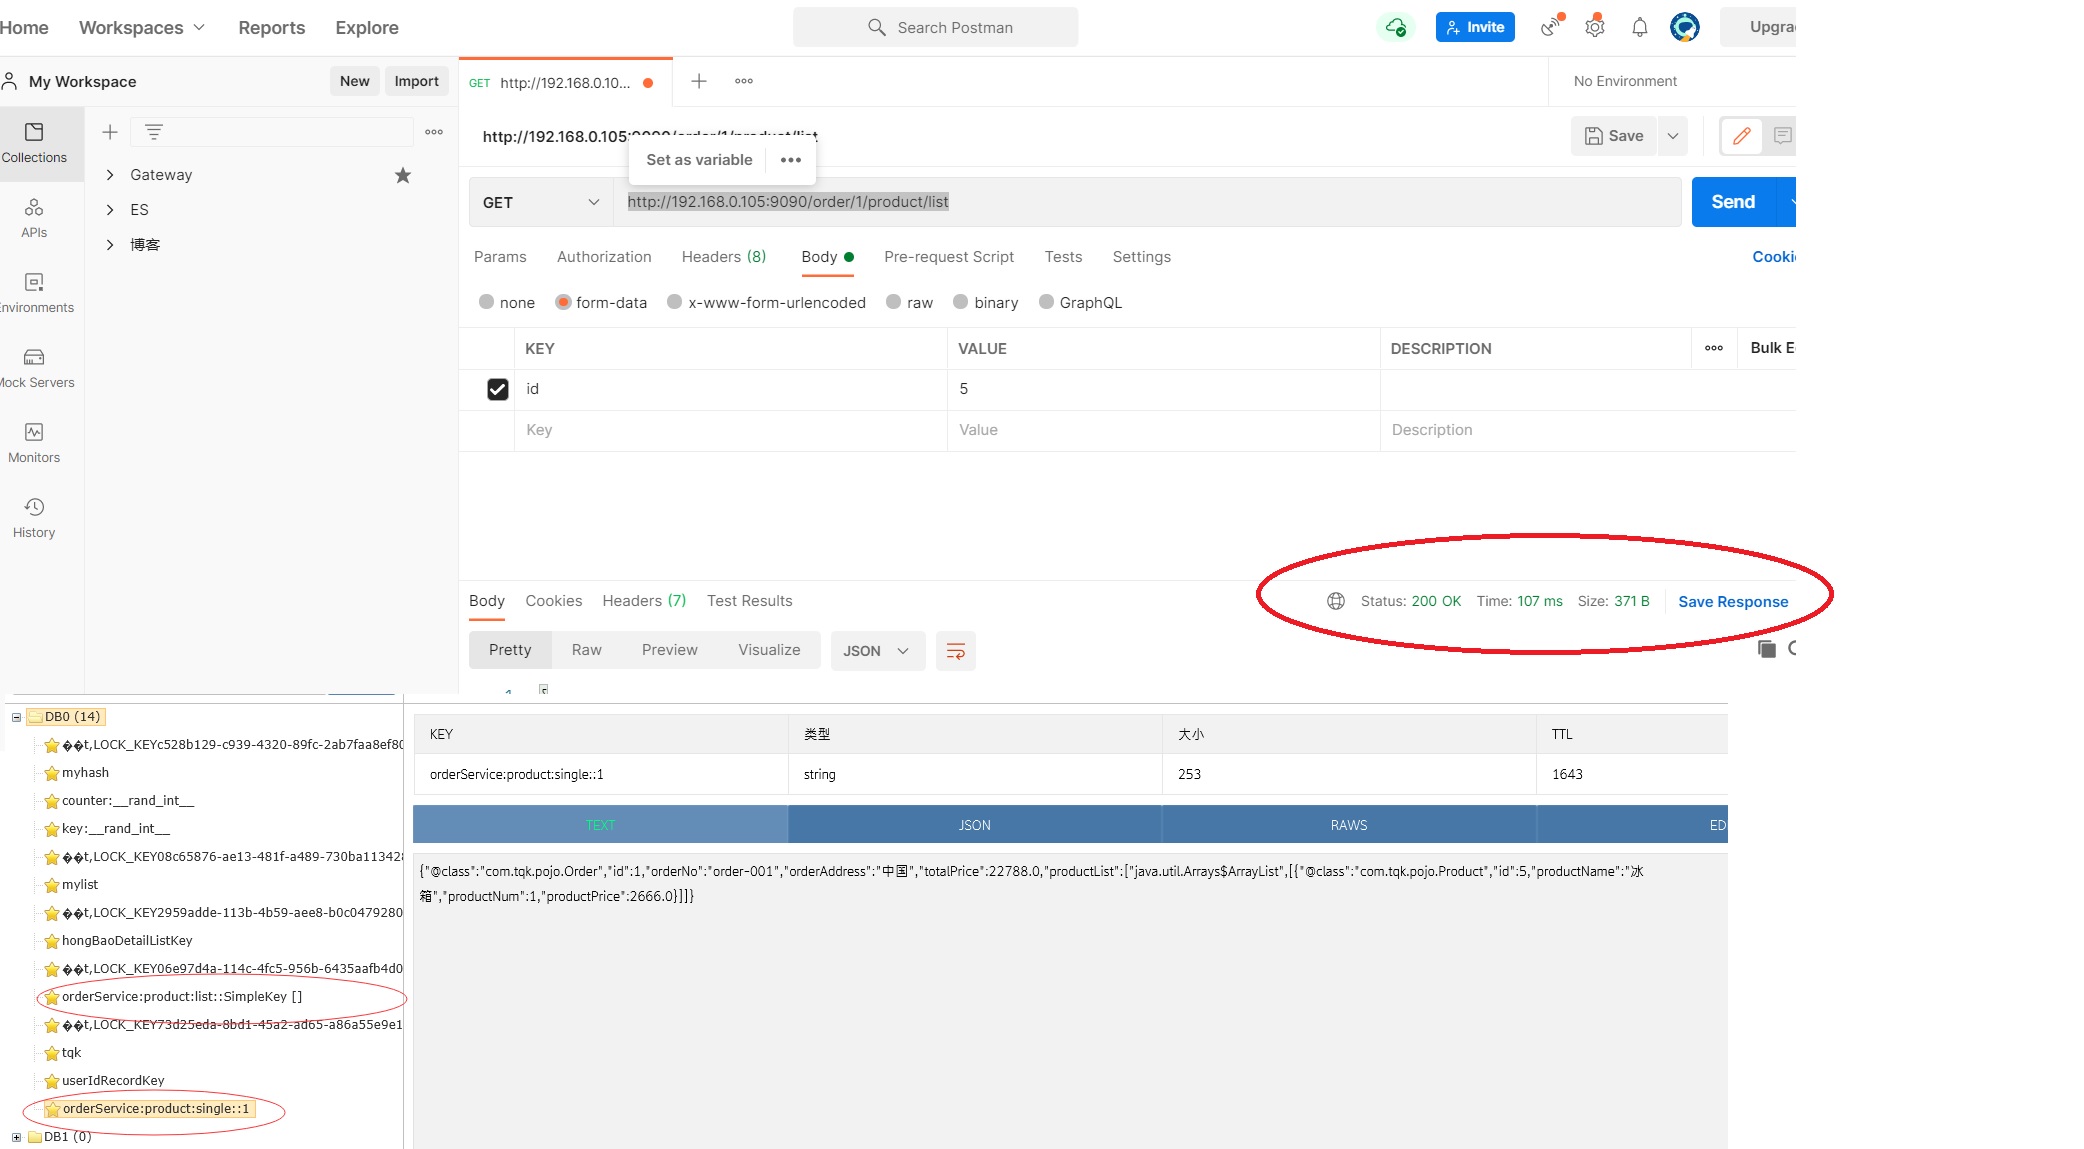 Home Workspaces Reports Explore Search Postman Invite
My Workspace New Import GET http://192.168.0.10... No Environment
http://192.168.0.105:9090/order/1/product/list Save
Set as variable
Collections
Gateway
ES
博客
GET http://192.168.0.105:9090/order/1/product/list Send
APIs
Params Authorization Headers (8) Body Pre-request Script Tests Settings
none form-data x-www-form-urlencoded raw binary GraphQL
KEY VALUE DESCRIPTION
id 5
Key Value Description
Monitors
History
Body Cookies Headers (7) Test Results Status: 200 OK Time: 107 ms Size: 371 B Save Response
Pretty Raw Preview Visualize JSON
DB0 (14)
��t,LOCK_KEYc528b129-c939-4320-89fc-2ab7faa8ef80
myhash
counter:__rand_int__
key:__rand_int__
��t,LOCK_KEY08c65876-ae13-481f-a489-730ba113428
mylist
��t,LOCK_KEY2959adde-113b-4b59-aee8-b0c0479280
hongBaoDetailListKey
��t,LOCK_KEY06e97d4a-114c-4fc5-956b-6435aafb4d0
orderService:product:list::SimpleKey []
��t,LOCK_KEY73d25eda-8bd1-45a2-ad65-a86a55e9e1
tqk
userIdRecordKey
orderService:product:single::1
DB1 (0)
KEY 类型 大小 TTL
orderService:product:single::1 string 253 1643
TEXT JSON RAWS
{"@class":"com.tqk.pojo.Order","id":1,"orderNo":"order-001","orderAddress":"中国","totalPrice":22788.0,"productList":["java.util.Arrays$ArrayList",[{"@class":"com.tqk.pojo.Product","id":5,"productName":"冰
箱","productNum":1,"productPrice":2666.0}]]}